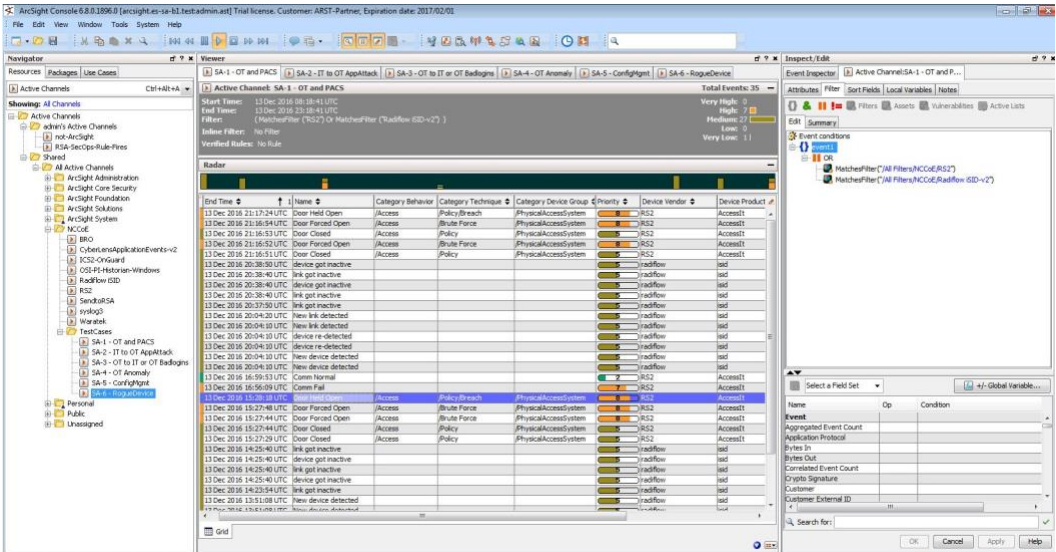 ArcSight Console 6.8.0.1896.0 [arcsight.es-sa-b1.test:admin.ast] Trial license. Customer: ARST-Partner, Expiration date: 2017/02/01
File Edit View Window Tools System Help
Navigator
Resources Packages Use Cases
Active Channels Ctrl+Alt+A
Showing: All Channels
Active Channels
admin's Active Channels
not-ArcSight
RSA-SecOps-Rule-Fires
Shared
All Active Channels
ArcSight Administration
ArcSight Core Security
ArcSight Foundation
ArcSight Solutions
ArcSight System
NCCoE
BRO
CyberLensApplicationEvents-v2
ICS2-OnGuard
OSI-PI-Historian-Windows
Radiflow iSID
RS2
SendtoRSA
syslog3
Waratek
TestCases
SA-1 - OT and PACS
SA-2 - IT to OT AppAttack
SA-3 - OT to IT or OT Badlogins
SA-4 - OT Anomaly
SA-5 - ConfigMgmt
SA-6 - RogueDevice
Personal
Public
Unassigned
Viewer
SA-1 - OT and PACS SA-2 - IT to OT AppAttack SA-3 - OT to IT or OT Badlogins SA-4 - OT Anomaly SA-5 - ConfigMgmt SA-6 - RogueDevice
Active Channel: SA-1 - OT and PACS Total Events: 35
Start Time: 13 Dec 2016 08:18:41 UTC Very High: 0
End Time: 13 Dec 2016 23:18:41 UTC High: 7
Filter: ( MatchesFilter ("RS2") Or MatchesFilter ("Radiflow iSID-v2") ) Medium: 27
Inline Filter: No Filter Low: 0
Verified Rules: No Rule Very Low: 1
Radar
End Time 1 Name Category Behavior Category Technique Category Device Group Priority Device Vendor Device Product
13 Dec 2016 21:17:24 UTC Door Held Open /Access /Policy/Breach /PhysicalAccessSystem 8 RS2 AccessIt
13 Dec 2016 21:16:54 UTC Door Forced Open /Access /Brute Force /PhysicalAccessSystem 8 RS2 AccessIt
13 Dec 2016 21:16:53 UTC Door Closed /Access /Policy /PhysicalAccessSystem 5 RS2 AccessIt
13 Dec 2016 21:16:52 UTC Door Forced Open /Access /Brute Force /PhysicalAccessSystem 8 RS2 AccessIt
13 Dec 2016 21:16:51 UTC Door Closed /Access /Policy /PhysicalAccessSystem 5 RS2 AccessIt
13 Dec 2016 20:38:50 UTC device got inactive 5 radiflow isid
13 Dec 2016 20:38:40 UTC link got inactive 5 radiflow isid
13 Dec 2016 20:38:40 UTC device got inactive 5 radiflow isid
13 Dec 2016 20:38:40 UTC link got inactive 5 radiflow isid
13 Dec 2016 20:37:50 UTC link got inactive 5 radiflow isid
13 Dec 2016 20:04:20 UTC New link detected 5 radiflow isid
13 Dec 2016 20:04:10 UTC New link detected 5 radiflow isid
13 Dec 2016 20:04:10 UTC device re-detected 5 radiflow isid
13 Dec 2016 20:04:10 UTC device re-detected 5 radiflow isid
13 Dec 2016 20:04:10 UTC New device detected 5 radiflow isid
13 Dec 2016 20:04:10 UTC New device detected 5 radiflow isid
13 Dec 2016 16:59:53 UTC Comm Normal 2 RS2 AccessIt
13 Dec 2016 16:56:09 UTC Comm Fail 7 RS2 AccessIt
13 Dec 2016 15:28:18 UTC Door Held Open /Access /Policy/Breach /PhysicalAccessSystem 8 RS2 AccessIt
13 Dec 2016 15:27:48 UTC Door Forced Open /Access /Brute Force /PhysicalAccessSystem 8 RS2 AccessIt
13 Dec 2016 15:27:44 UTC Door Forced Open /Access /Brute Force /PhysicalAccessSystem 8 RS2 AccessIt
13 Dec 2016 15:27:44 UTC Door Closed /Access /Policy /PhysicalAccessSystem 5 RS2 AccessIt
13 Dec 2016 15:27:29 UTC Door Closed /Access /Policy /PhysicalAccessSystem 5 RS2 AccessIt
13 Dec 2016 14:25:40 UTC link got inactive 5 radiflow isid
13 Dec 2016 14:25:40 UTC device got inactive 5 radiflow isid
13 Dec 2016 14:25:40 UTC link got inactive 5 radiflow isid
13 Dec 2016 14:25:40 UTC device got inactive 5 radiflow isid
13 Dec 2016 14:23:54 UTC link got inactive 5 radiflow isid
13 Dec 2016 13:51:08 UTC New device detected 5 radiflow isid
Grid
Inspect/Edit
Event Inspector Active Channel:SA-1 - OT and P...
Attributes Filter Sort Fields Local Variables Notes
Filters Assets Vulnerabilities Active Lists
Edit Summary
Event conditions
event1
OR
MatchesFilter("/All Filters/NCCoE/RS2")
MatchesFilter("/All Filters/NCCoE/Radiflow iSID-v2")
Select a Field Set +/- Global Variable...
Name Op Condition
Event
Aggregated Event Count
Application Protocol
Bytes In
Bytes Out
Correlated Event Count
Crypto Signature
Customer
Customer External ID
Search for:
OK Cancel Apply Help